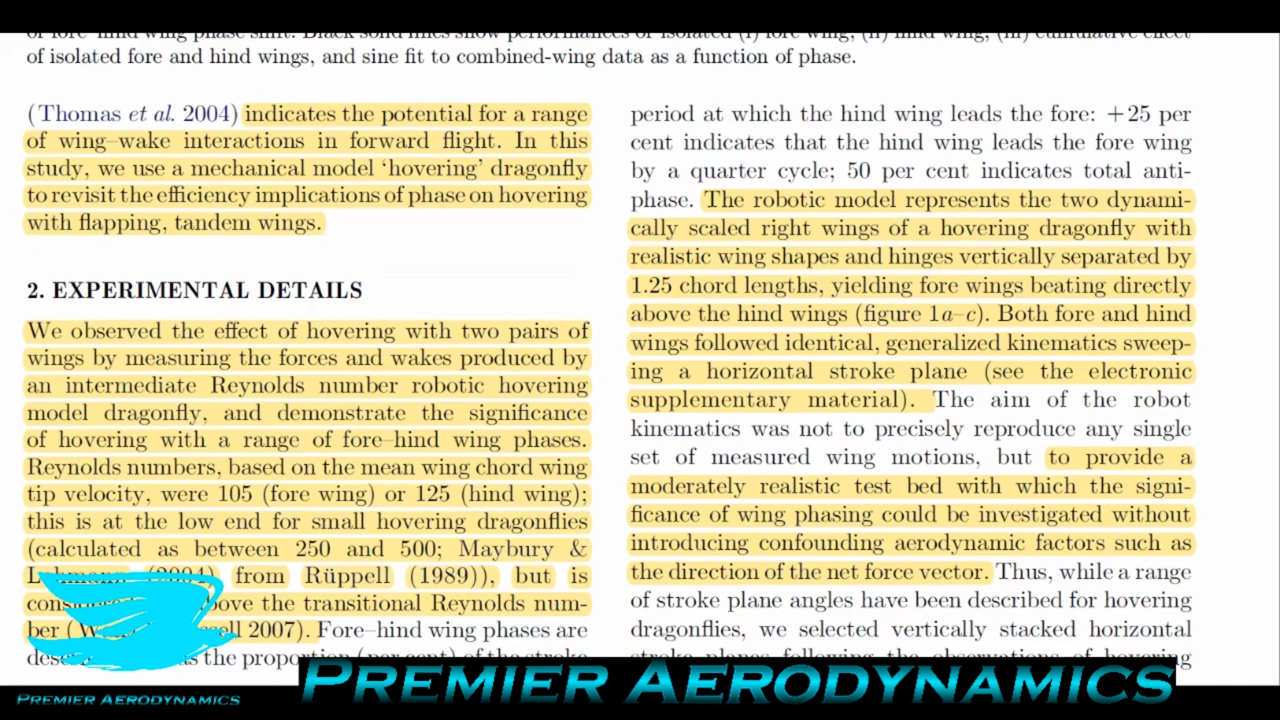 of isolated fore and hind wings, and sine fit to combined-wing data as a function of phase.
(Thomas et al. 2004) indicates the potential for a range
of wing–wake interactions in forward flight. In this
study, we use a mechanical model ‘hovering’ dragonfly
to revisit the efficiency implications of phase on hovering
with flapping, tandem wings.
2. EXPERIMENTAL DETAILS
We observed the effect of hovering with two pairs of
wings by measuring the forces and wakes produced by
an intermediate Reynolds number robotic hovering
model dragonfly, and demonstrate the significance
of hovering with a range of fore–hind wing phases.
Reynolds numbers, based on the mean wing chord wing
tip velocity, were 105 (fore wing) or 125 (hind wing);
this is at the low end for small hovering dragonflies
(calculated as between 250 and 500; Maybury &
(2004) from Rüppell (1989)), but is
the transitional Reynolds num-
ber 2007). Fore–hind wing phases are
the proportion (per cent) of the stroke
period at which the hind wing leads the fore: +25 per
cent indicates that the hind wing leads the fore wing
by a quarter cycle; 50 per cent indicates total anti-
phase. The robotic model represents the two dynami-
cally scaled right wings of a hovering dragonfly with
realistic wing shapes and hinges vertically separated by
1.25 chord lengths, yielding fore wings beating directly
above the hind wings (figure 1a–c). Both fore and hind
wings followed identical, generalized kinematics sweep-
ing a horizontal stroke plane (see the electronic
supplementary material). The aim of the robot
kinematics was not to precisely reproduce any single
set of measured wing motions, but to provide a
moderately realistic test bed with which the signi-
ficance of wing phasing could be investigated without
introducing confounding aerodynamic factors such as
the direction of the net force vector. Thus, while a range
of stroke plane angles have been described for hovering
dragonflies, we selected vertically stacked horizontal
PREMIER AERODYNAMICS
PREMIER AERODYNAMICS